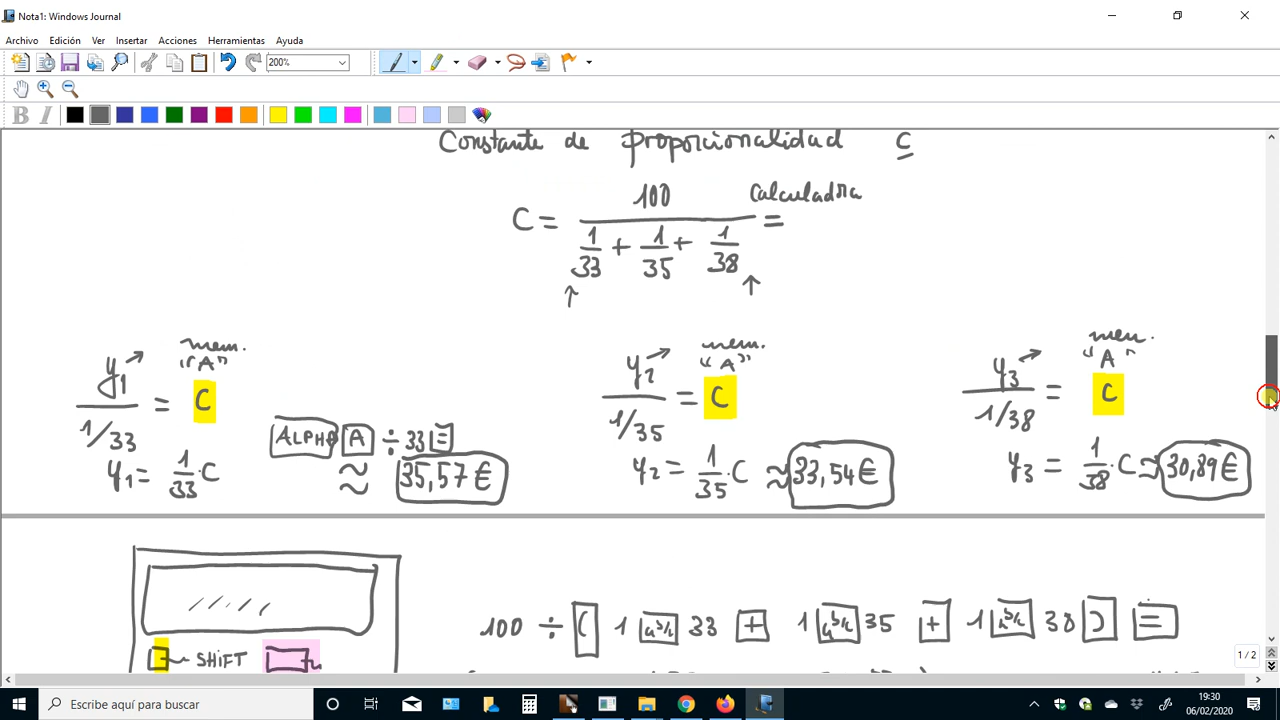 Nota1: Windows Journal
Archivo Edición Ver Insertar Acciones Herramientas Ayuda
200%
B I
Constante de proporcionalidad C
C = 100 / (1/33 + 1/35 + 1/38) = Calculadora
mem. "A" mem. "A" mem. "A"
y1 / 1/33 = C y2 / 1/35 = C y3 / 1/38 = C
ALPHA A ÷ 33 =
y1 = 1/33 · C ≈ 35,57€ y2 = 1/35 · C ≈ 33,54€ y3 = 1/38 · C ≈ 30,89€
100 ÷ ( 1 a b/c 33 + 1 a b/c 35 + 1 a b/c 38 ) =
SHIFT
1 / 2
Escribe aquí para buscar
19:30
06/02/2020